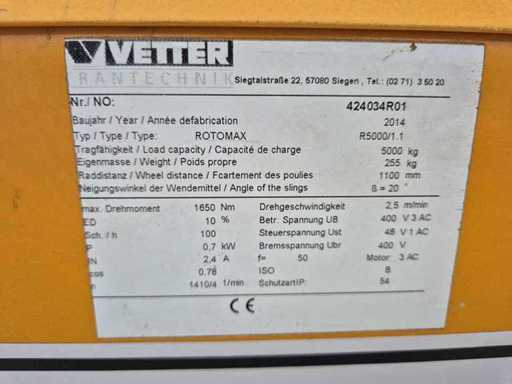 VETTER
KRANTECHNIK Siegtalstraße 22, 57080 Siegen , Tel.: (02 71) 3 50 20
Nr./ NO: 424034R01
Baujahr / Year / Année defabrication 2014
Typ / Type / Type: ROTOMAX R5000/1.1
Tragfähigkeit / Load capacity / Capacité de charge 5000 kg
Eigenmasse / Weight / Poids propre 255 kg
Raddistanz / Wheel distance / Fcartement des poulies 1100 mm
Neigungswinkel der Wendemittel / Angle of the slings ß = 20 °
max. Drehmoment 1650 Nm Drehgeschwindigkeit 2,5 m/min
ED 10 % Betr. Spannung UB 400 V 3 AC
Sch. / h 100 Steuerspannung Ust 48 V 1 AC
P 0,7 kW Bremsspannung Ubr 400 V
IN 2,4 A f= 50 Motor 3 AC
cos 0,78 ISO B
n 1410/4 1/min Schutzart IP: 54
CE